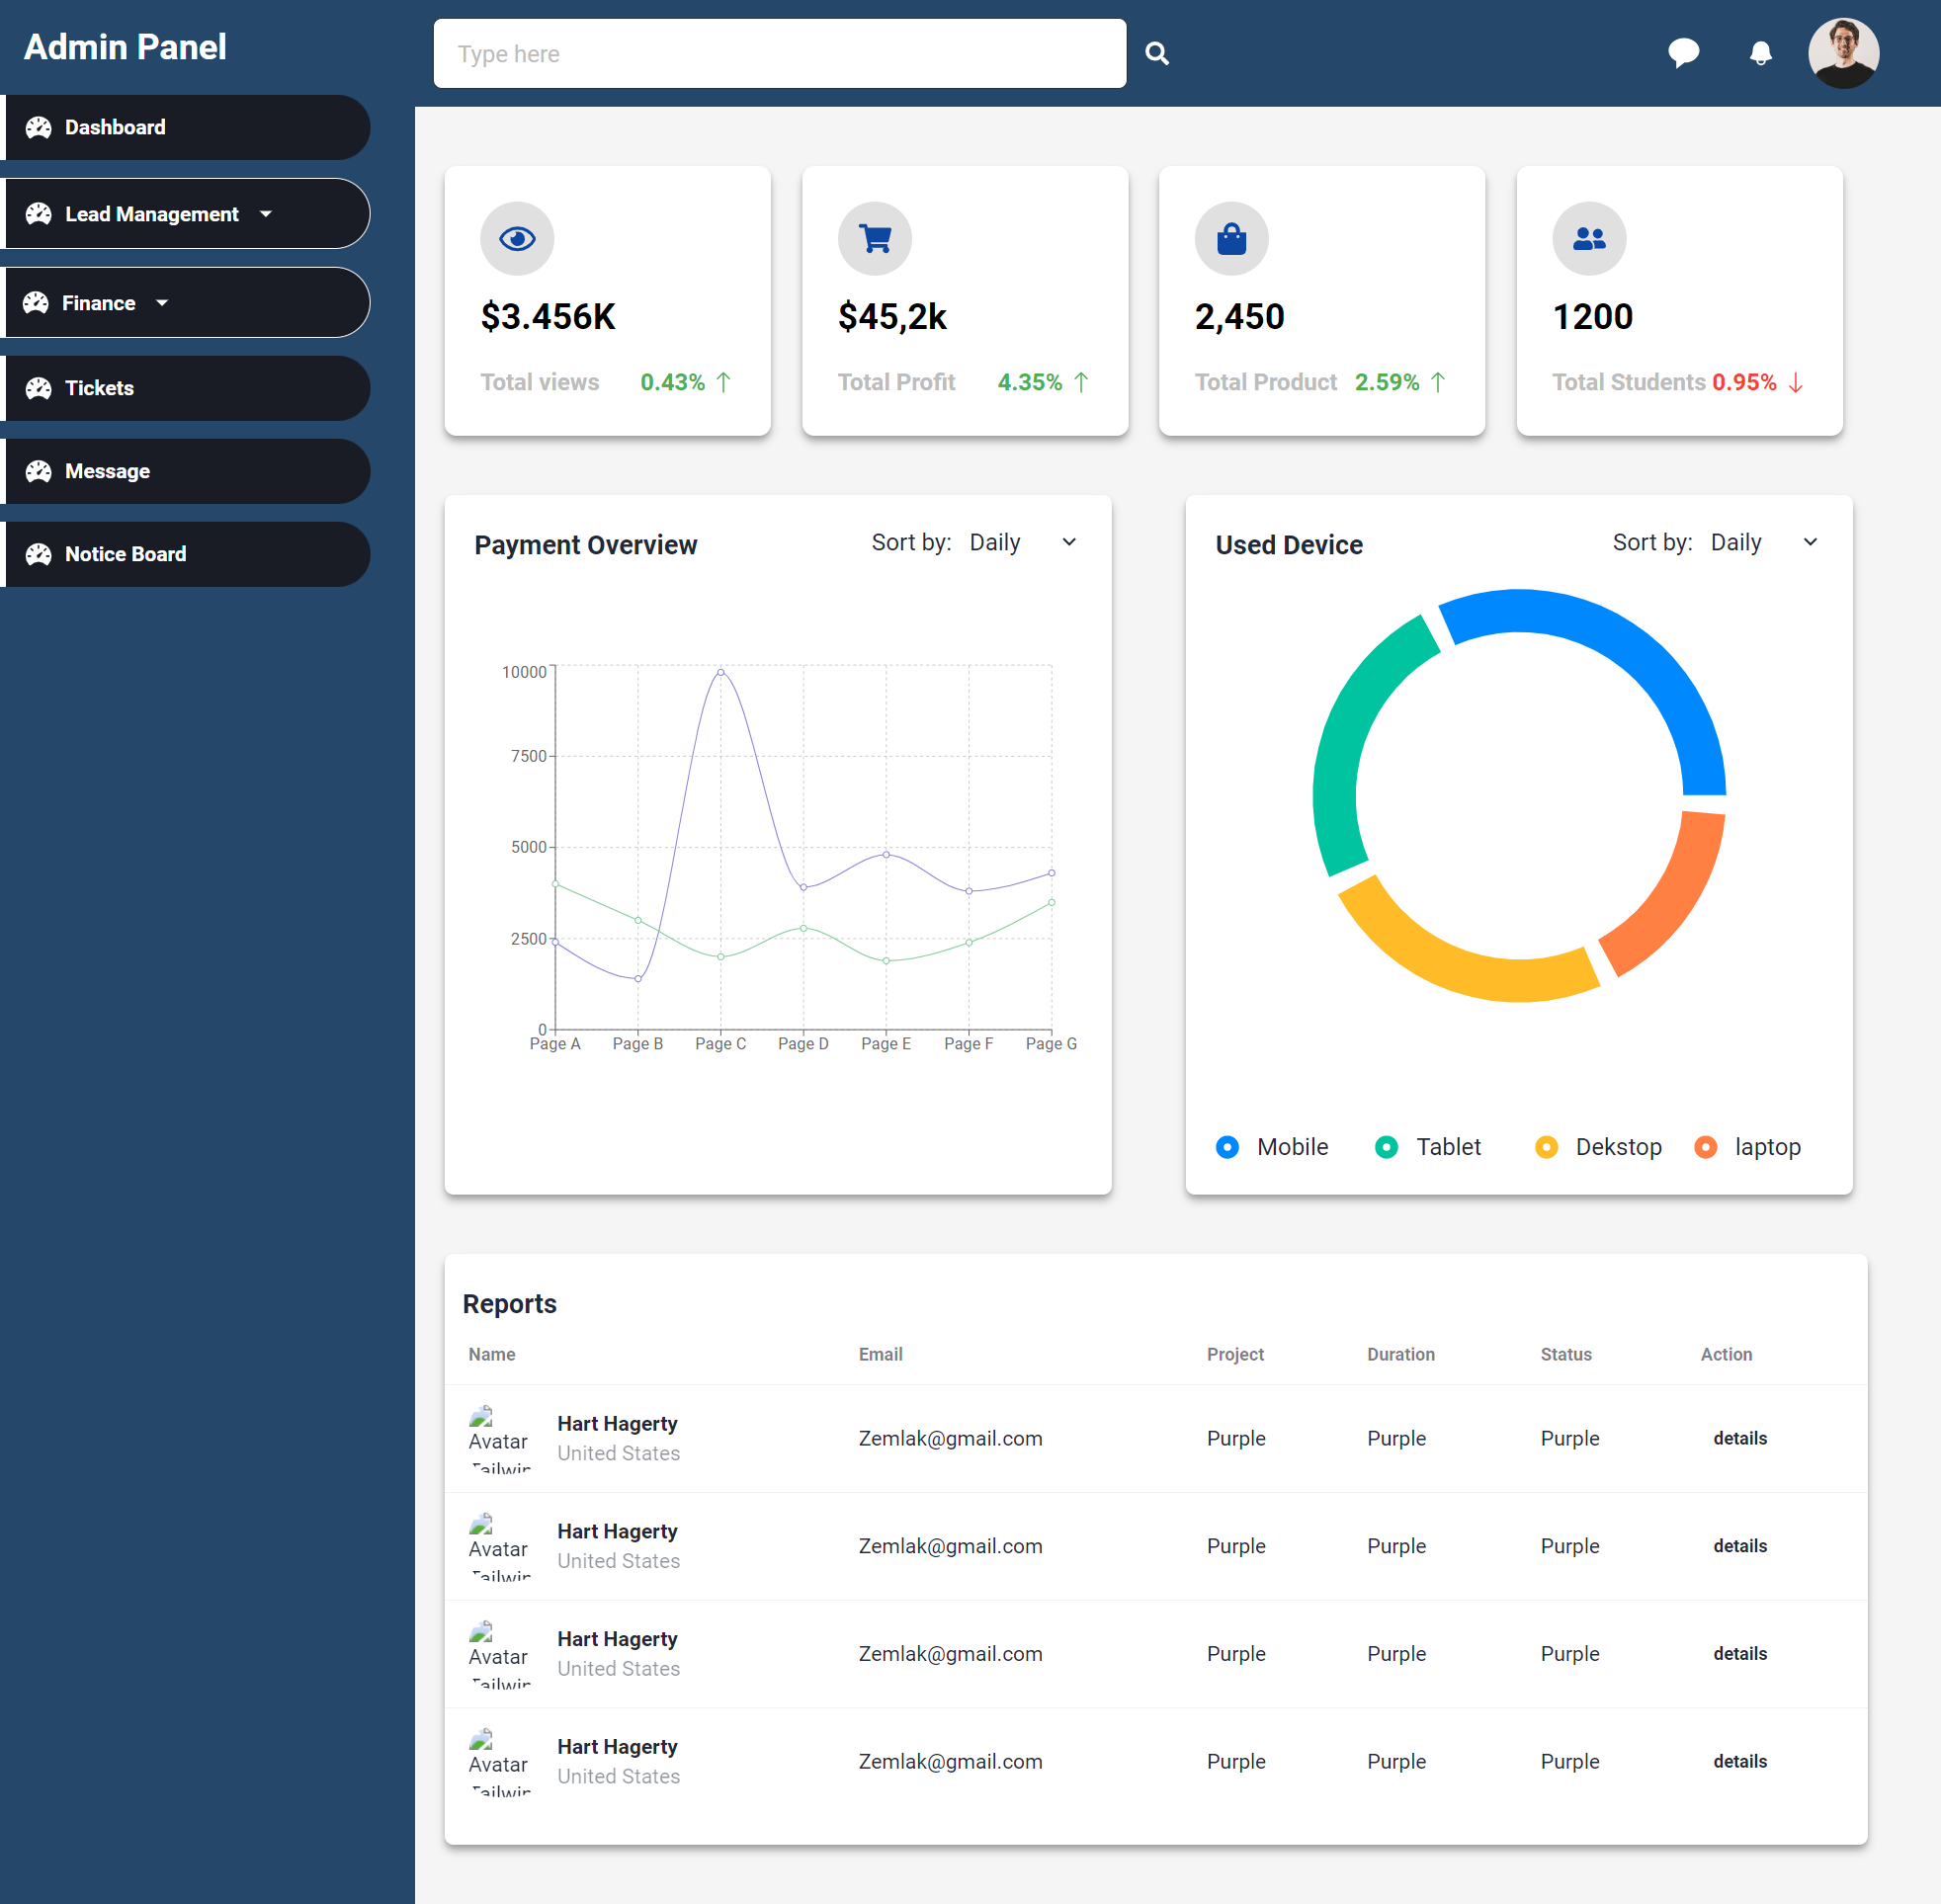 Admin Panel
Type here
Dashboard
Lead Management
Finance
Tickets
Message
Notice Board
$3.456K
Total views 0.43%
$45,2k
Total Profit 4.35%
2,450
Total Product 2.59%
1200
Total Students 0.95%
Payment Overview Sort by: Daily
10000
7500
5000
2500
0
Page A Page B Page C Page D Page E Page F Page G
Used Device Sort by: Daily
Mobile Tablet Dekstop laptop
Reports
Name Email Project Duration Status Action
Avatar
Hart Hagerty
United States
Zemlak@gmail.com Purple Purple Purple details
Avatar
Hart Hagerty
United States
Zemlak@gmail.com Purple Purple Purple details
Avatar
Hart Hagerty
United States
Zemlak@gmail.com Purple Purple Purple details
Avatar
Hart Hagerty
United States
Zemlak@gmail.com Purple Purple Purple details